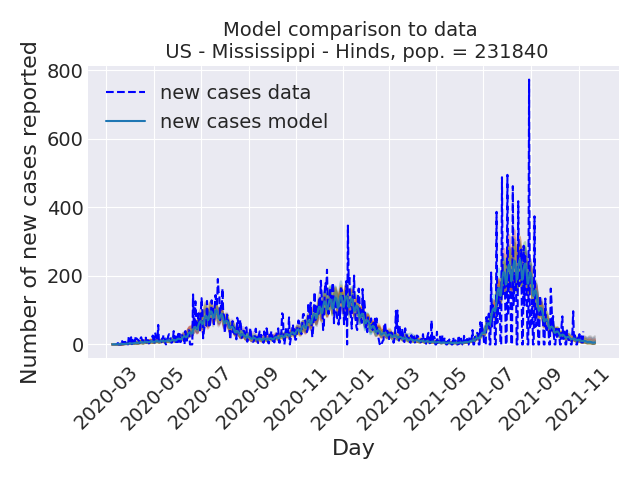 Model comparison to data
US - Mississippi - Hinds, pop. = 231840
Number of new cases reported
800
600
400
200
0
new cases data
new cases model
2020-03
2020-05
2020-07
2020-09
2020-11
2021-01
2021-03
2021-05
2021-07
2021-09
2021-11
Day